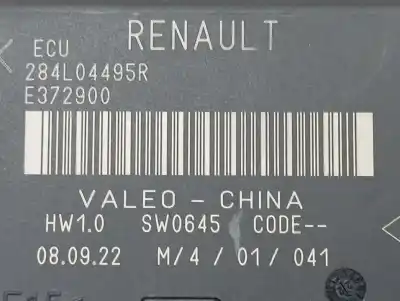 ECU RENAULT
284L04495R
E372900
VALEO - CHINA
HW1.0 SW0645 CODE--
08.09.22 M/4/01/041